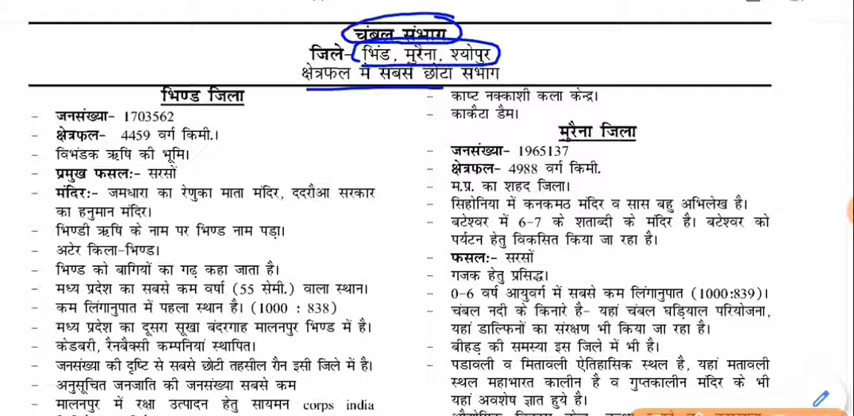 चंबल संभाग
जिले- भिंड, मुरैना, श्योपुर
क्षेत्रफल में सबसे छोटा संभाग
भिण्ड जिला
- जनसंख्या- 1703562
- क्षेत्रफल- 4459 वर्ग किमी.।
- विभंडक ऋषि की भूमि।
- प्रमुख फसल:- सरसों
- मंदिर:- जमधारा का रेणुका माता मंदिर, ददरौआ सरकार
का हनुमान मंदिर।
- भिण्डी ऋषि के नाम पर भिण्ड नाम पड़ा।
- अटेर किला-भिण्ड।
- भिण्ड को बागियों का गढ़ कहा जाता है।
- मध्य प्रदेश का सबसे कम वर्षा (55 सेमी.) वाला स्थान।
- कम लिंगानुपात में पहला स्थान है। (1000 : 838)
- मध्य प्रदेश का दूसरा सूखा बंदरगाह मालनपुर भिण्ड में है।
- केडबरी, रैनबैक्सी कम्पनियां स्थापित।
- जनसंख्या की दृष्टि से सबसे छोटी तहसील रौन इसी जिले में है।
- अनुसूचित जनजाति की जनसंख्या सबसे कम
- मालनपुर में रक्षा उत्पादन हेतु सायमन corps india
- काष्ट नक्काशी कला केन्द्र।
- काकैटा डैम।
मुरैना जिला
- जनसंख्या- 1965137
- क्षेत्रफल- 4988 वर्ग किमी.
- म.प्र. का शहद जिला।
- सिहोनिया में कनकमठ मंदिर व सास बहु अभिलेख है।
- बटेश्वर में 6-7 के शताब्दी के मंदिर है। बटेश्वर को
पर्यटन हेतु विकसित किया जा रहा है।
- फसल:- सरसों
- गजक हेतु प्रसिद्ध।
- 0-6 वर्ष आयुवर्ग में सबसे कम लिंगानुपात (1000:839)।
- चंबल नदी के किनारे है- यहां चंबल घड़ियाल परियोजना,
यहां डाल्फिनों का संरक्षण भी किया जा रहा है।
- बीहड़ की समस्या इस जिले में भी है।
- पडावली व मितावली ऐतिहासिक स्थल है, यहां मतावली
स्थल महाभारत कालीन है व गुप्तकालीन मंदिर के भी
यहां अवशेष ज्ञात हुये है।